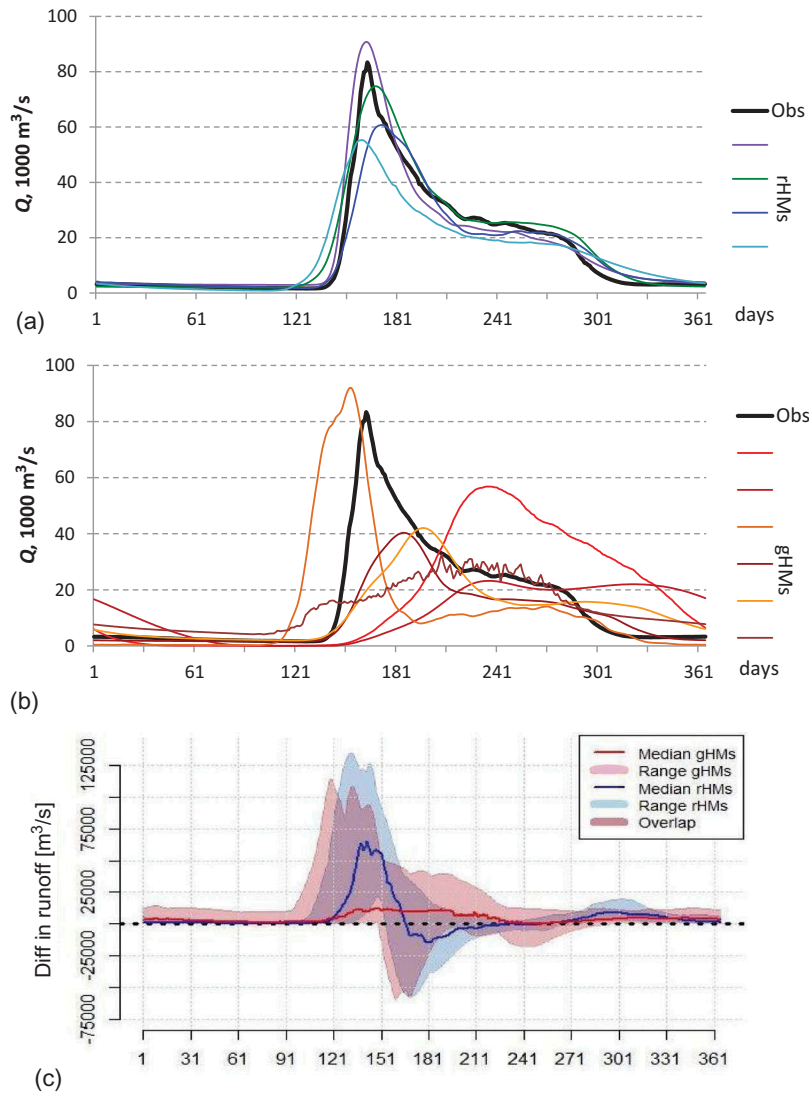 100
80
60
40
20
0
Q, 1000 m³/s
1 61 121 181 241 301 361 days
Obs
rHMs
(a)
100
80
60
40
20
0
Q, 1000 m³/s
1 61 121 181 241 301 361 days
Obs
gHMs
(b)
125000
75000
25000
-25000
-75000
Diff in runoff [m³/s]
Median gHMs
Range gHMs
Median rHMs
Range rHMs
Overlap
1 31 61 91 121 151 181 211 241 271 301 331 361
(c)